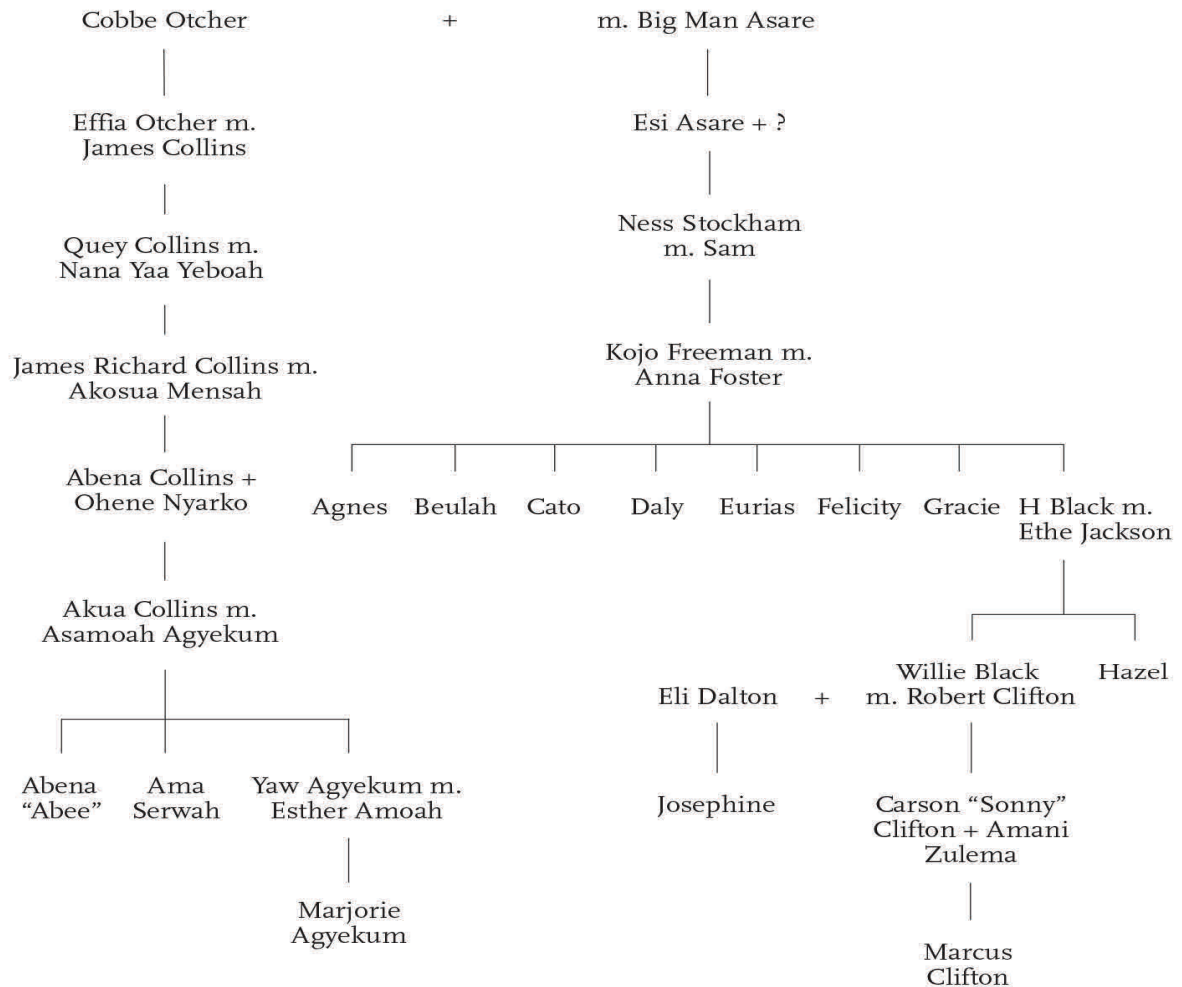 Cobbe Otcher + m. Big Man Asare
Effia Otcher m.
James Collins
Esi Asare + ?
Quey Collins m.
Nana Yaa Yeboah
Ness Stockham
m. Sam
James Richard Collins m.
Akosua Mensah
Kojo Freeman m.
Anna Foster
Abena Collins +
Ohene Nyarko
Agnes Beulah Cato Daly Eurias Felicity Gracie H Black m.
Ethe Jackson
Akua Collins m.
Asamoah Agyekum
Eli Dalton +
Willie Black
m. Robert Clifton
Hazel
Abena
“Abee”
Ama
Serwah
Yaw Agyekum m.
Esther Amoah
Josephine
Carson “Sonny”
Clifton + Amani
Zulema
Marjorie
Agyekum
Marcus
Clifton